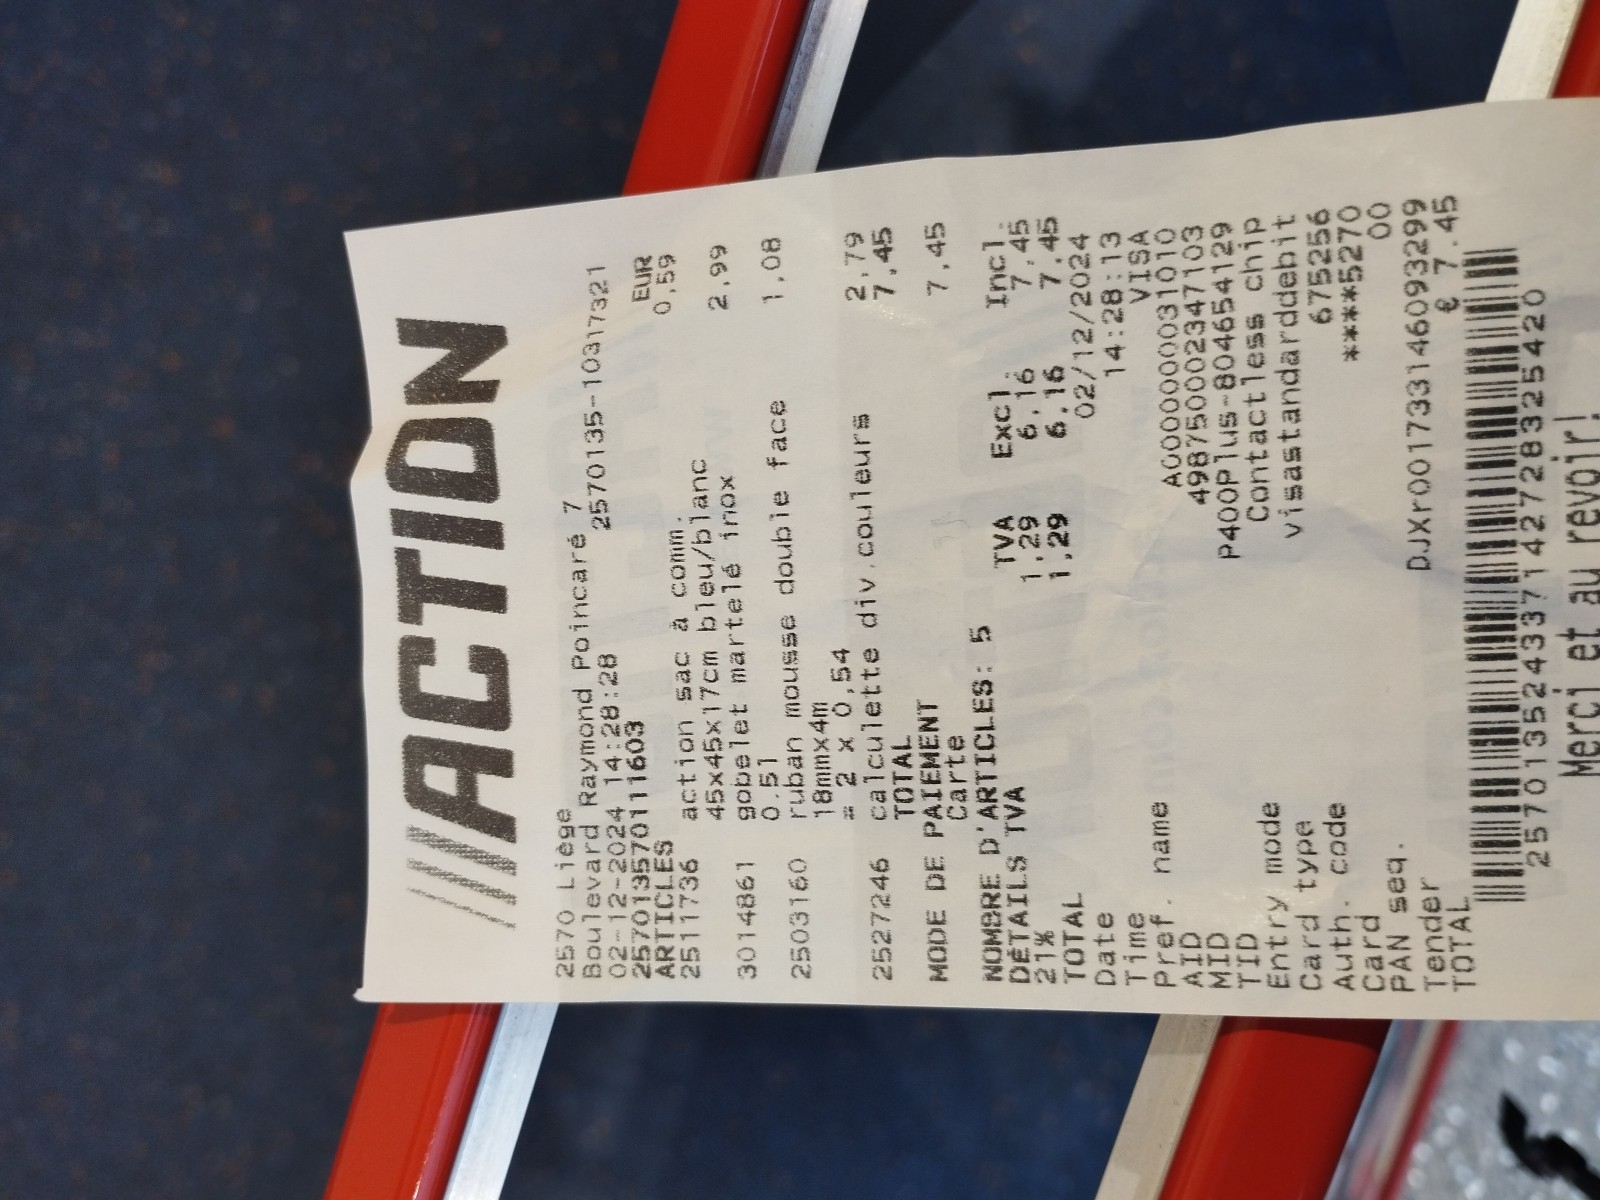 ACTION
2570 Liège
Boulevard Raymond Poincaré 7
02-12-2024 14:28:28 2570135-10317321
2570135701111603
ARTICLES EUR
2511736 action sac à comm. 0,59
45x45x17cm bleu/blanc
3014861 gobelet martelé inox 2,99
0.5l
2503160 ruban mousse double face 1,08
18mmx4m
= 2 x 0,54
2527246 calculette div.couleurs 2,79
TOTAL 7,45
MODE DE PAIEMENT
Carte 7,45
NOMBRE D'ARTICLES: 5
DÉTAILS TVA TVA Excl. Incl.
21% 1,29 6,16 7,45
TOTAL 1,29 6,16 7,45
Date 02/12/2024
Time 14:28:13
Pref. name VISA
AID A0000000031010
MID 498750002347103
TID P400Plus-804654129
Entry mode Contactless chip
Card type visastandarddebit
Auth. code 675256
Card ****5270
PAN seq. 00
Tender DJXr001733146093299
TOTAL € 7.45
2570135243371427283​25420
Merci et au revoir!